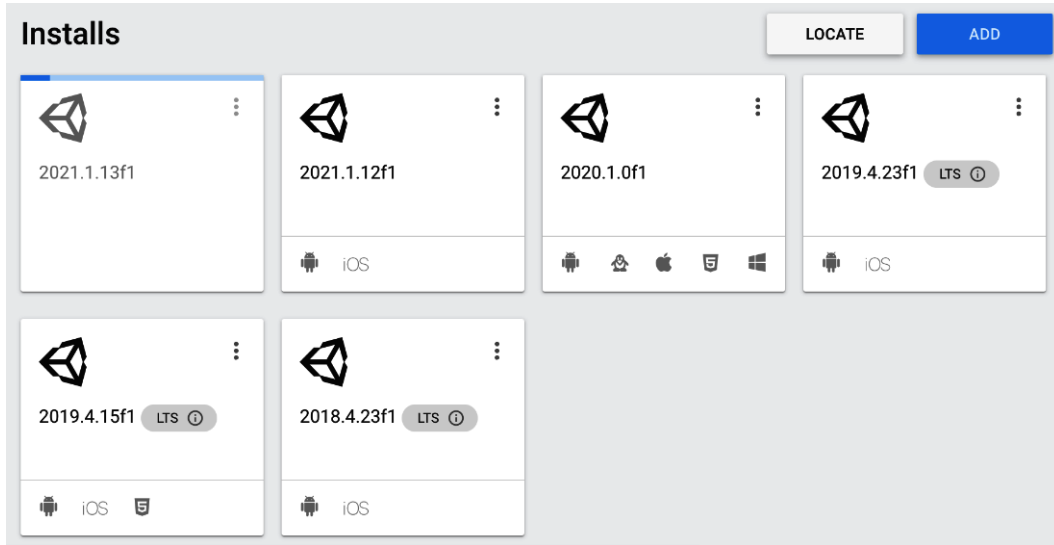 Installs
LOCATE
ADD
2021.1.13f1
2021.1.12f1
2020.1.0f1
2019.4.23f1 LTS
iOS
iOS
2019.4.15f1 LTS
2018.4.23f1 LTS
iOS
iOS